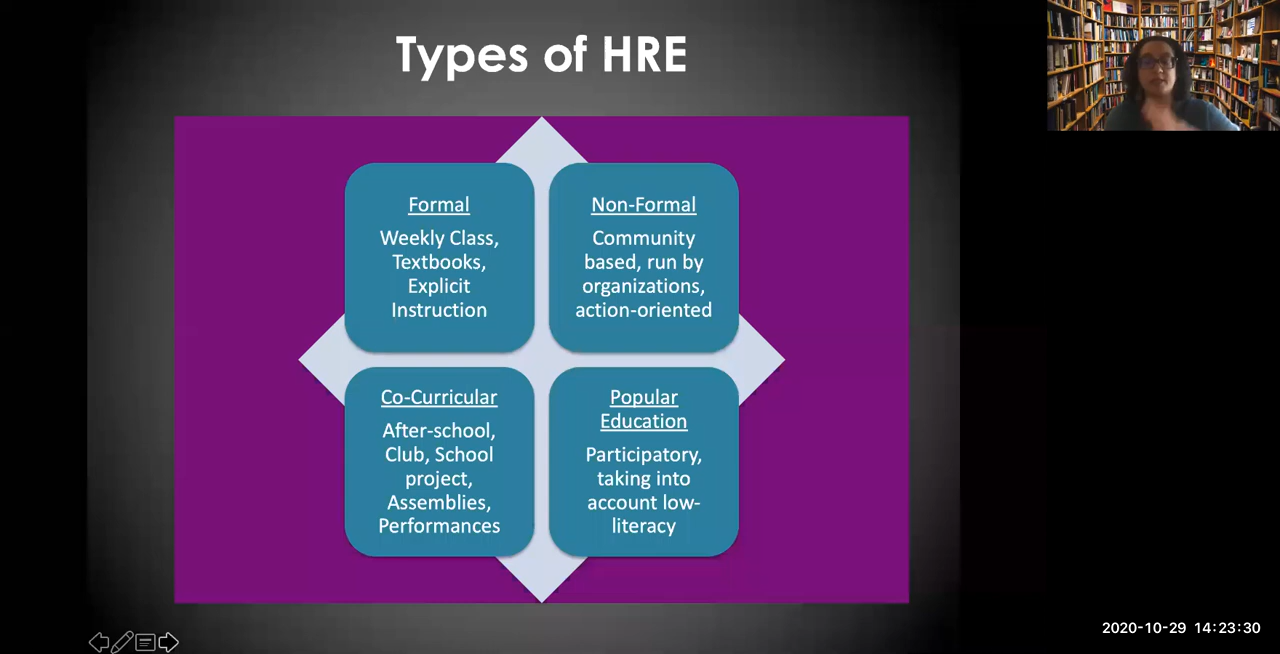 Types of HRE
Formal
Weekly Class,
Textbooks,
Explicit
Instruction
Non-Formal
Community
based, run by
organizations,
action-oriented
Co-Curricular
After-school,
Club, School
project,
Assemblies,
Performances
Popular
Education
Participatory,
taking into
account low-
literacy
2020-10-29 14:23:30